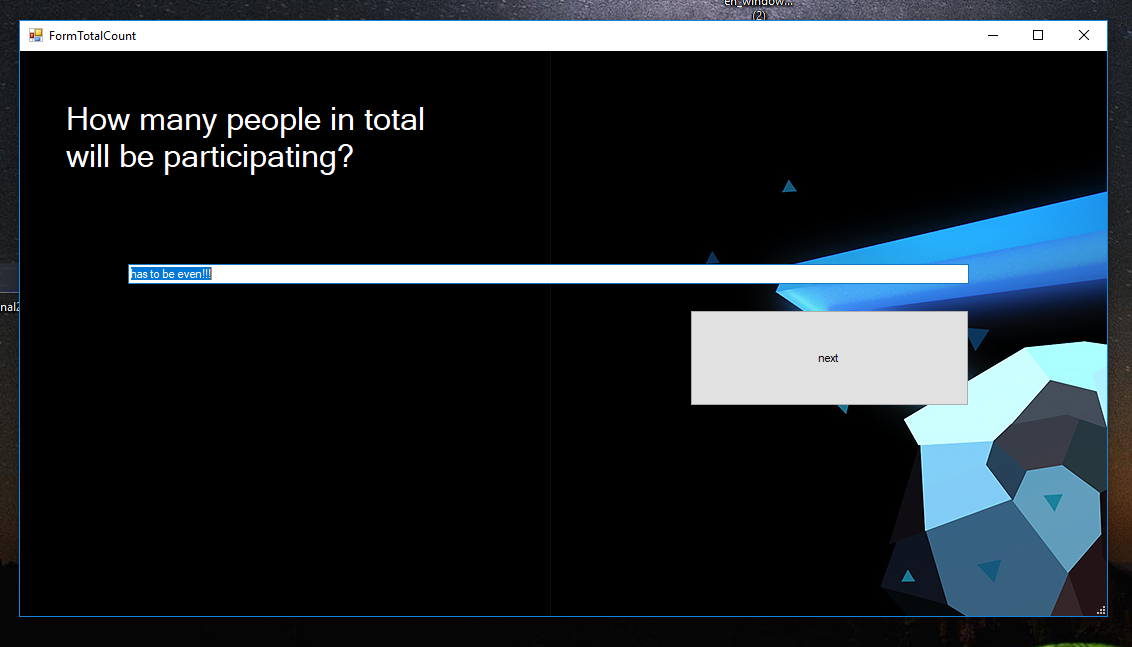 en_window...
(2)
FormTotalCount
How many people in total
will be participating?
has to be even!!!
nal2
next